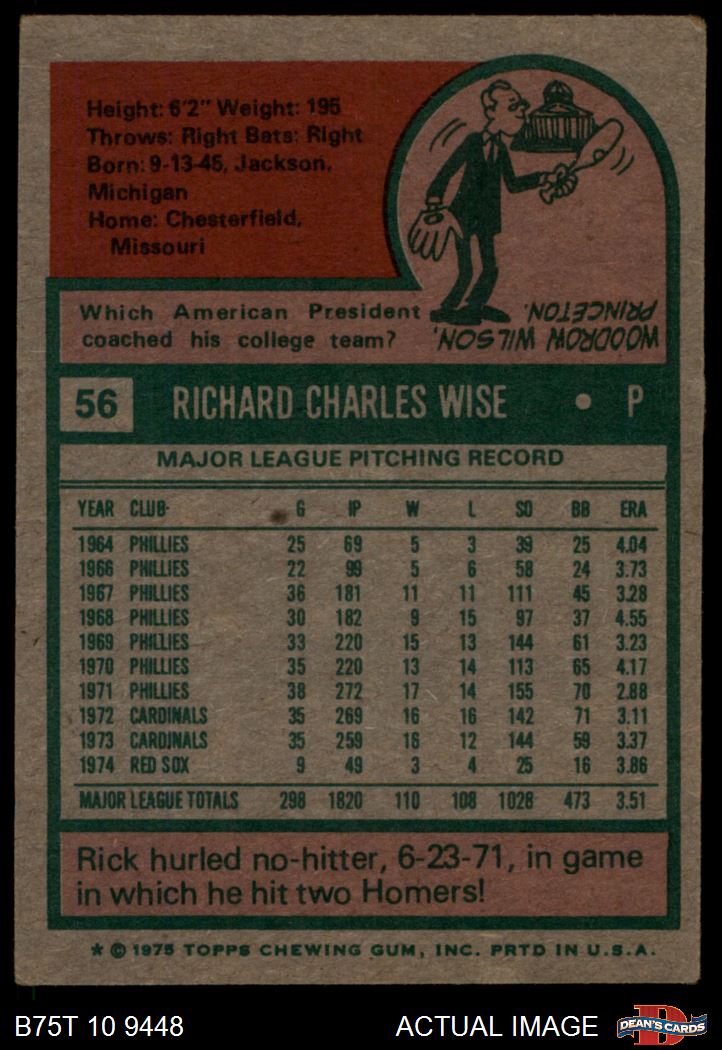 Height: 6'2" Weight: 195
Throws: Right Bats: Right
Born: 9-13-45, Jackson,
Michigan
Home: Chesterfield,
Missouri
Which American President
coached his college team?
WOODROW WILSON,
PRINCETON.
56 RICHARD CHARLES WISE • P
MAJOR LEAGUE PITCHING RECORD
YEAR CLUB G IP W L SO BB ERA
1964 PHILLIES 25 69 5 3 39 25 4.04
1966 PHILLIES 22 99 5 6 58 24 3.73
1967 PHILLIES 36 181 11 11 111 45 3.28
1968 PHILLIES 30 182 9 15 97 37 4.55
1969 PHILLIES 33 220 15 13 144 61 3.23
1970 PHILLIES 35 220 13 14 113 65 4.17
1971 PHILLIES 38 272 17 14 155 70 2.88
1972 CARDINALS 35 269 16 16 142 71 3.11
1973 CARDINALS 35 259 16 12 144 59 3.37
1974 RED SOX 9 49 3 4 25 16 3.86
MAJOR LEAGUE TOTALS 298 1820 110 108 1028 473 3.51
Rick hurled no-hitter, 6-23-71, in game
in which he hit two Homers!
* © 1975 TOPPS CHEWING GUM, INC. PRTD IN U.S.A.
B75T 10 9448 ACTUAL IMAGE D DEAN'S CARDS